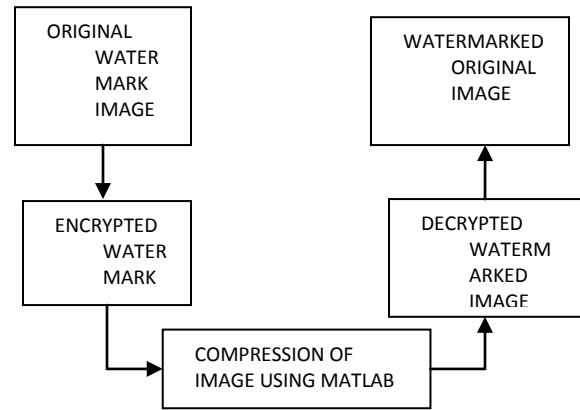 ORIGINAL
WATER
MARK
IMAGE
ENCRYPTED
WATER
MARK
COMPRESSION OF
IMAGE USING MATLAB
DECRYPTED
WATERM
ARKED
IMAGE
WATERMARKED
ORIGINAL
IMAGE